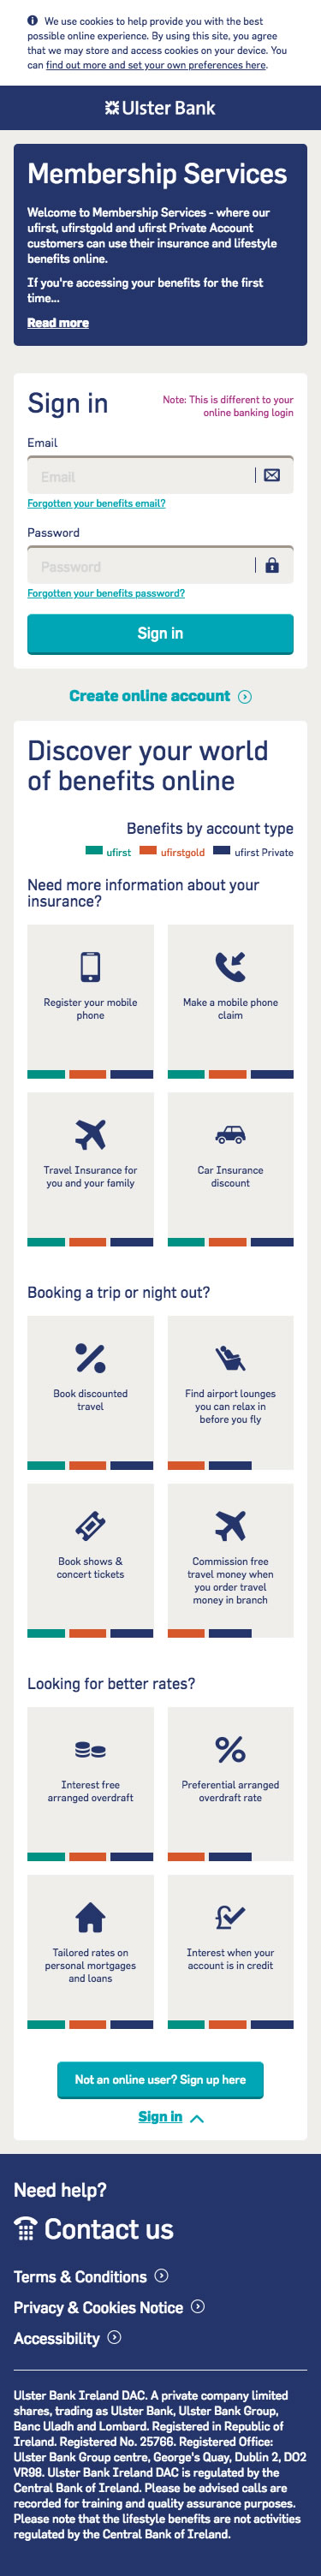 We use cookies to help provide you with the best
possible online experience. By using this site, you agree
that we may store and access cookies on your device. You
can find out more and set your own preferences here.
Ulster Bank
Membership Services
Welcome to Membership Services - where our
ufirst, ufirstgold and ufirst Private Account
customers can use their insurance and lifestyle
benefits online.
If you're accessing your benefits for the first
time...
Read more
Sign in
Note: This is different to your
online banking login
Email
Email
Forgotten your benefits email?
Password
Password
Forgotten your benefits password?
Sign in
Create online account
Discover your world
of benefits online
Benefits by account type
ufirst ufirstgold ufirst Private
Need more information about your
insurance?
Register your mobile
phone
Make a mobile phone
claim
Travel Insurance for
you and your family
Car Insurance
discount
Booking a trip or night out?
Book discounted
travel
Find airport lounges
you can relax in
before you fly
Book shows &
concert tickets
Commission free
travel money when
you order travel
money in branch
Looking for better rates?
Interest free
arranged overdraft
Preferential arranged
overdraft rate
Tailored rates on
personal mortgages
and loans
Interest when your
account is in credit
Not an online user? Sign up here
Sign in
Need help?
Contact us
Terms & Conditions
Privacy & Cookies Notice
Accessibility
Ulster Bank Ireland DAC. A private company limited
shares, trading as Ulster Bank, Ulster Bank Group,
Banc Uladh and Lombard. Registered in Republic of
Ireland. Registered No. 25766. Registered Office:
Ulster Bank Group centre, George's Quay, Dublin 2, D02
VR98. Ulster Bank Ireland DAC is regulated by the
Central Bank of Ireland. Please be advised calls are
recorded for training and quality assurance purposes.
Please note that the lifestyle benefits are not activities
regulated by the Central Bank of Ireland.